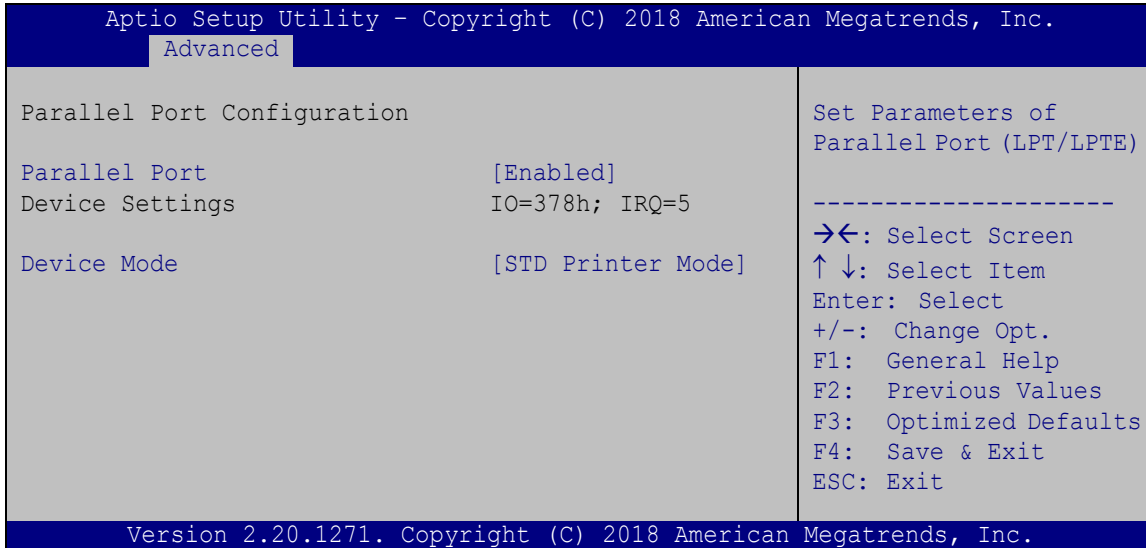 Aptio Setup Utility – Copyright (C) 2018 American Megatrends, Inc.
Advanced
Parallel Port Configuration
Parallel Port [Enabled]
Device Settings IO=378h; IRQ=5
Device Mode [STD Printer Mode]
Set Parameters of
Parallel Port (LPT/LPTE)
---------------------
→←: Select Screen
↑ ↓: Select Item
Enter: Select
+/-: Change Opt.
F1: General Help
F2: Previous Values
F3: Optimized Defaults
F4: Save & Exit
ESC: Exit
Version 2.20.1271. Copyright (C) 2018 American Megatrends, Inc.